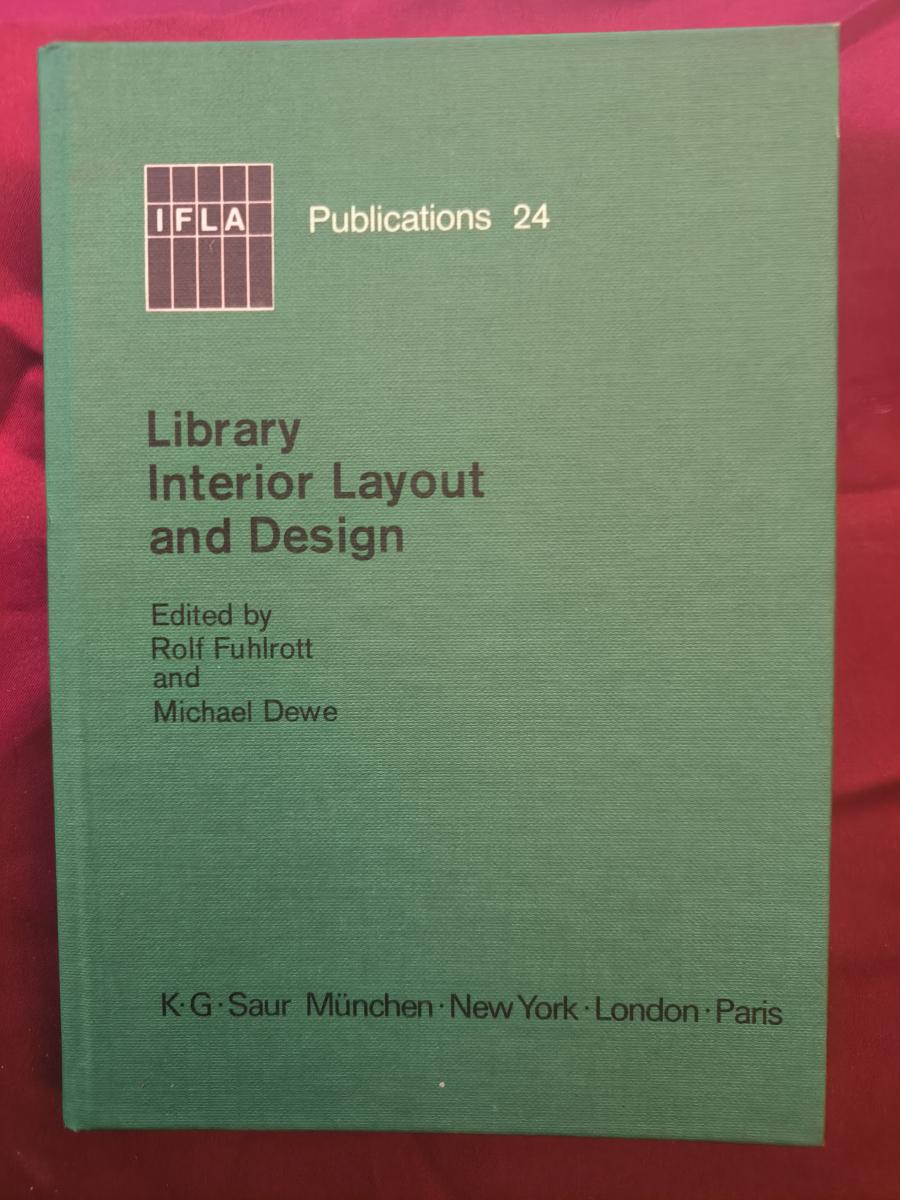 IFLA Publications 24
Library
Interior Layout
and Design
Edited by
Rolf Fuhlrott
and
Michael Dewe
K·G·Saur München·New York·London·Paris